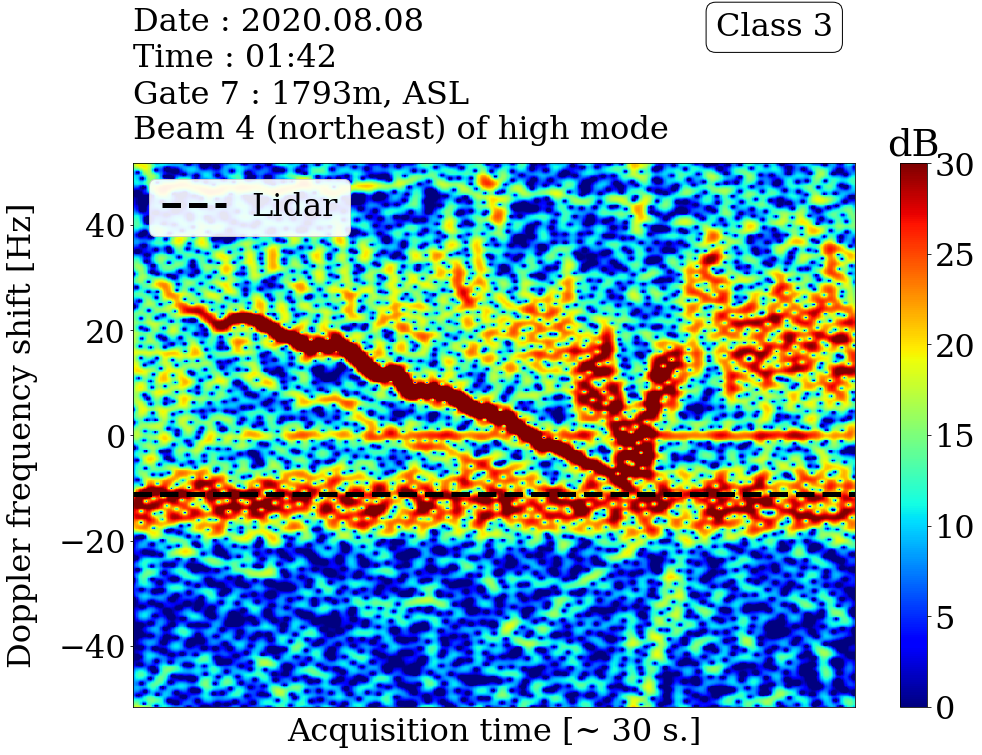 Date : 2020.08.08
Time : 01:42
Gate 7 : 1793m, ASL
Beam 4 (northeast) of high mode
Class 3
dB
Lidar
Doppler frequency shift [Hz]
40
20
0
−20
−40
30
25
20
15
10
5
0
Acquisition time [~ 30 s.]